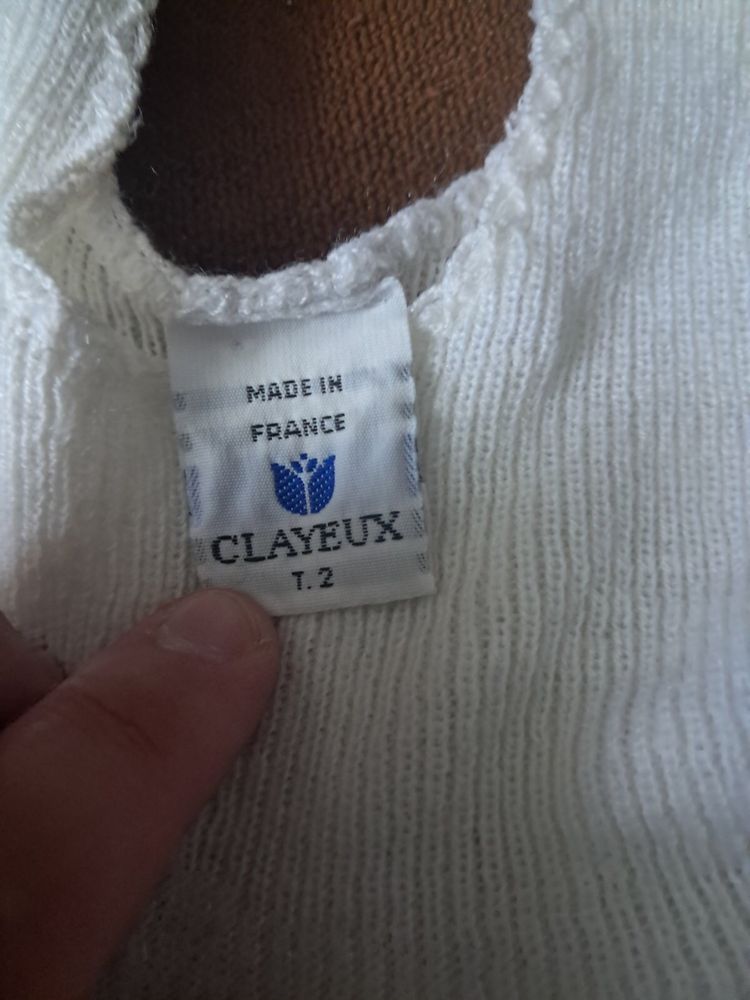 MADE IN
FRANCE
CLAYEUX
T. 2